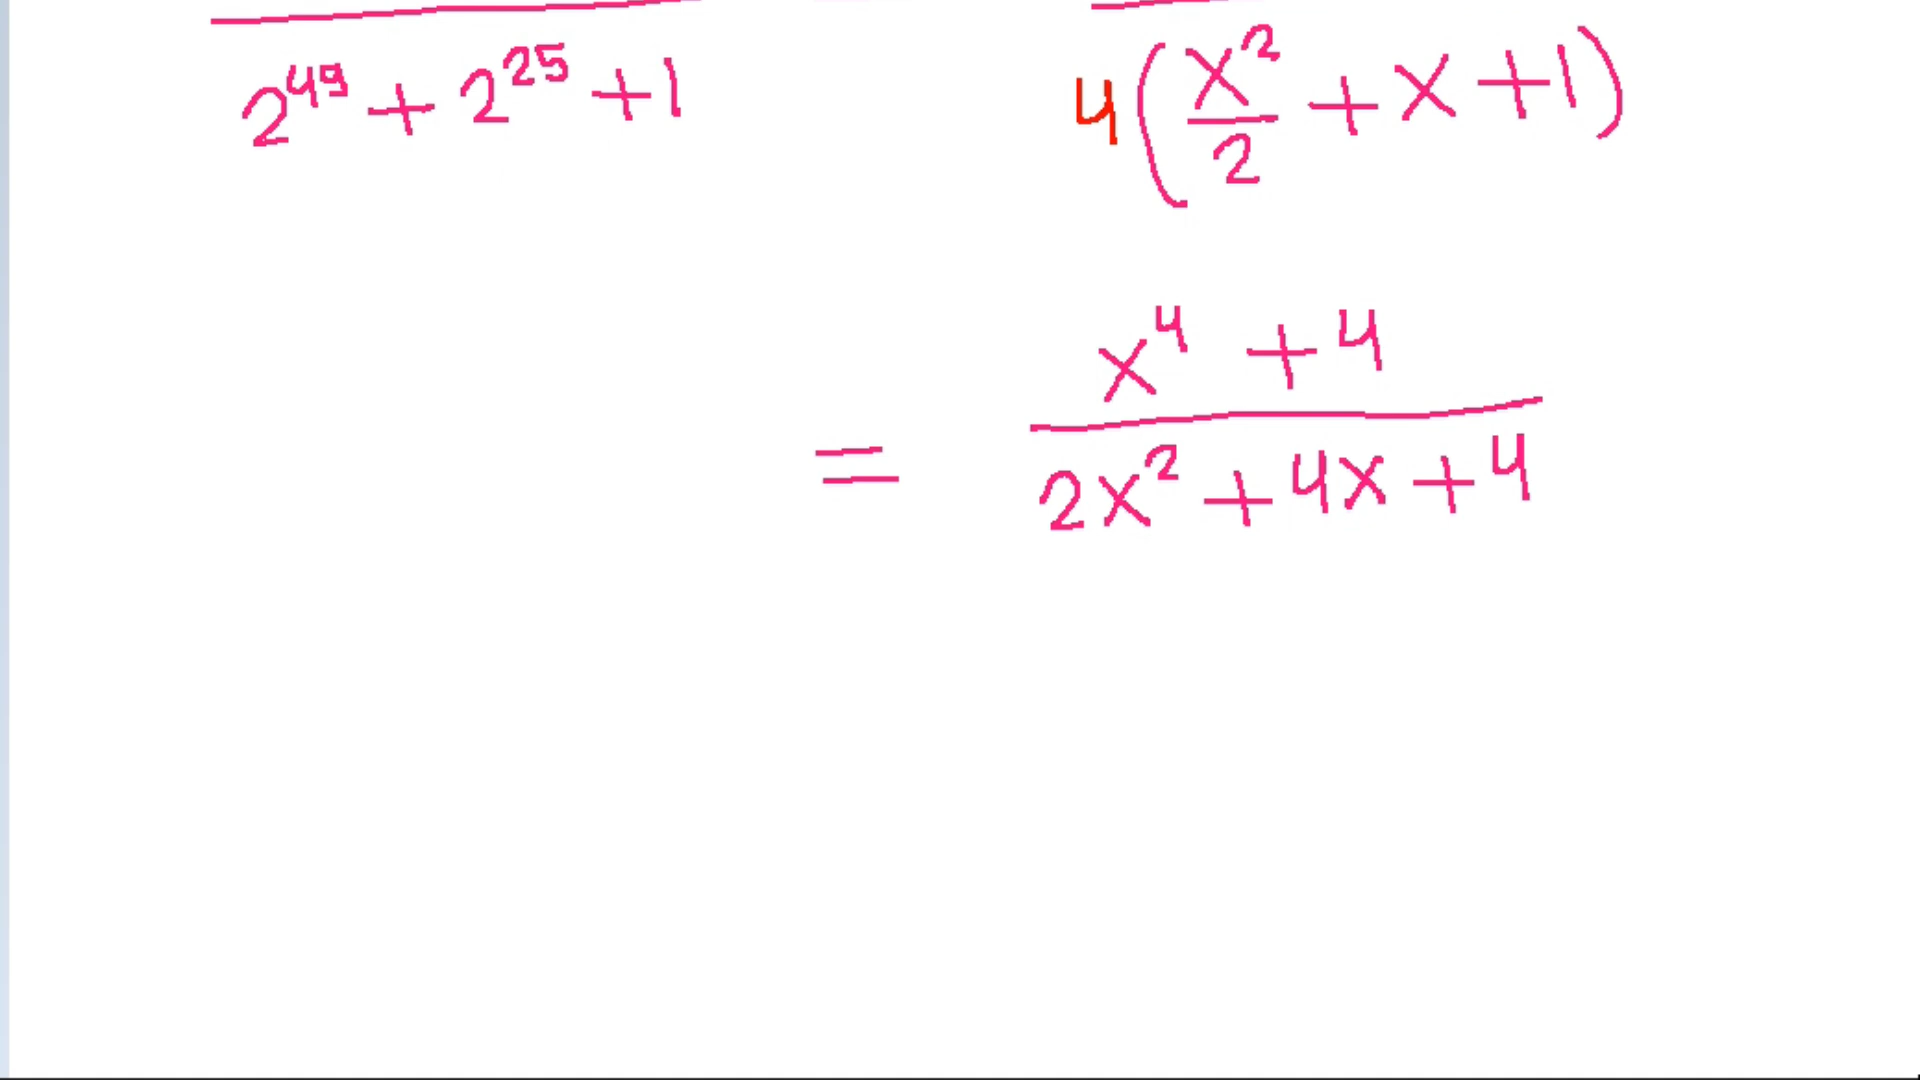 2^49 + 2^25 + 1
4(x^2/2 + x + 1)
= (x^4 + 4)/(2x^2 + 4x + 4)